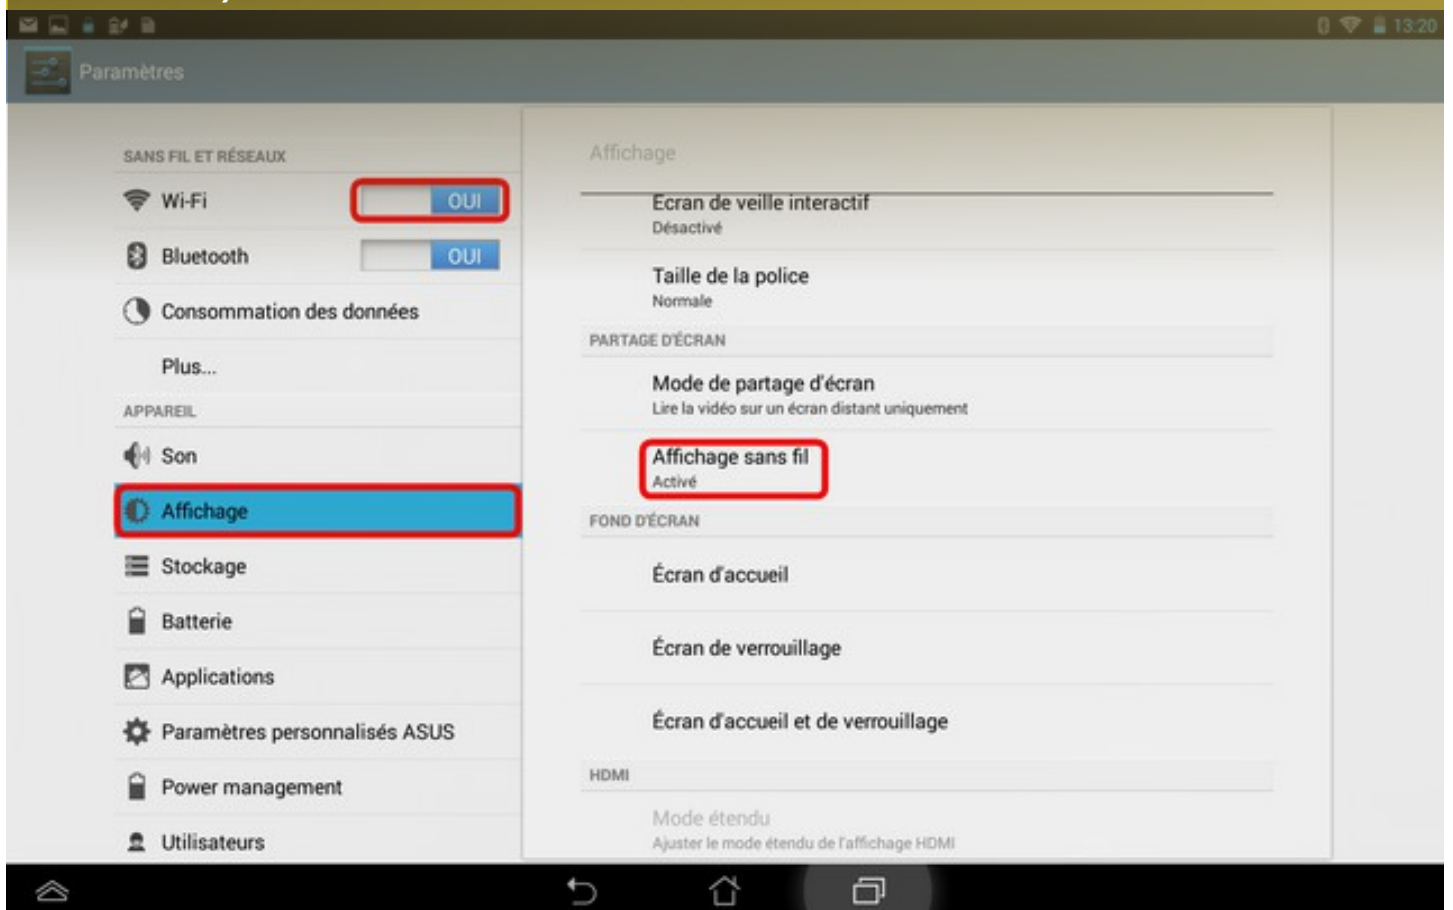 13:20
Paramètres
SANS FIL ET RÉSEAUX
Wi-Fi
OUI
Bluetooth
OUI
Consommation des données
Plus...
APPAREIL
Son
Affichage
Stockage
Batterie
Applications
Paramètres personnalisés ASUS
Power management
Utilisateurs
Affichage
Écran de veille interactif
Désactivé
Taille de la police
Normale
PARTAGE D'ÉCRAN
Mode de partage d'écran
Lire la vidéo sur un écran distant uniquement
Affichage sans fil
Activé
FOND D'ÉCRAN
Écran d'accueil
Écran de verrouillage
Écran d'accueil et de verrouillage
HDMI
Mode étendu
Ajuster le mode étendu de l'affichage HDMI